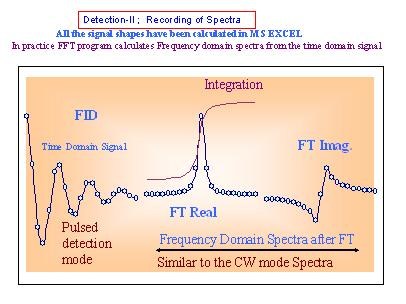 Detection-II ; Recording of Spectra
All the signal shapes have been calculated in MS EXCEL
In practice FFT program calculates Frequency domain spectra from the time domain signal
Integration
FID
Time Domain Signal
FT Imag.
FT Real
Pulsed
detection
mode
Frequency Domain Spectra after FT
Similar to the CW mode Spectra